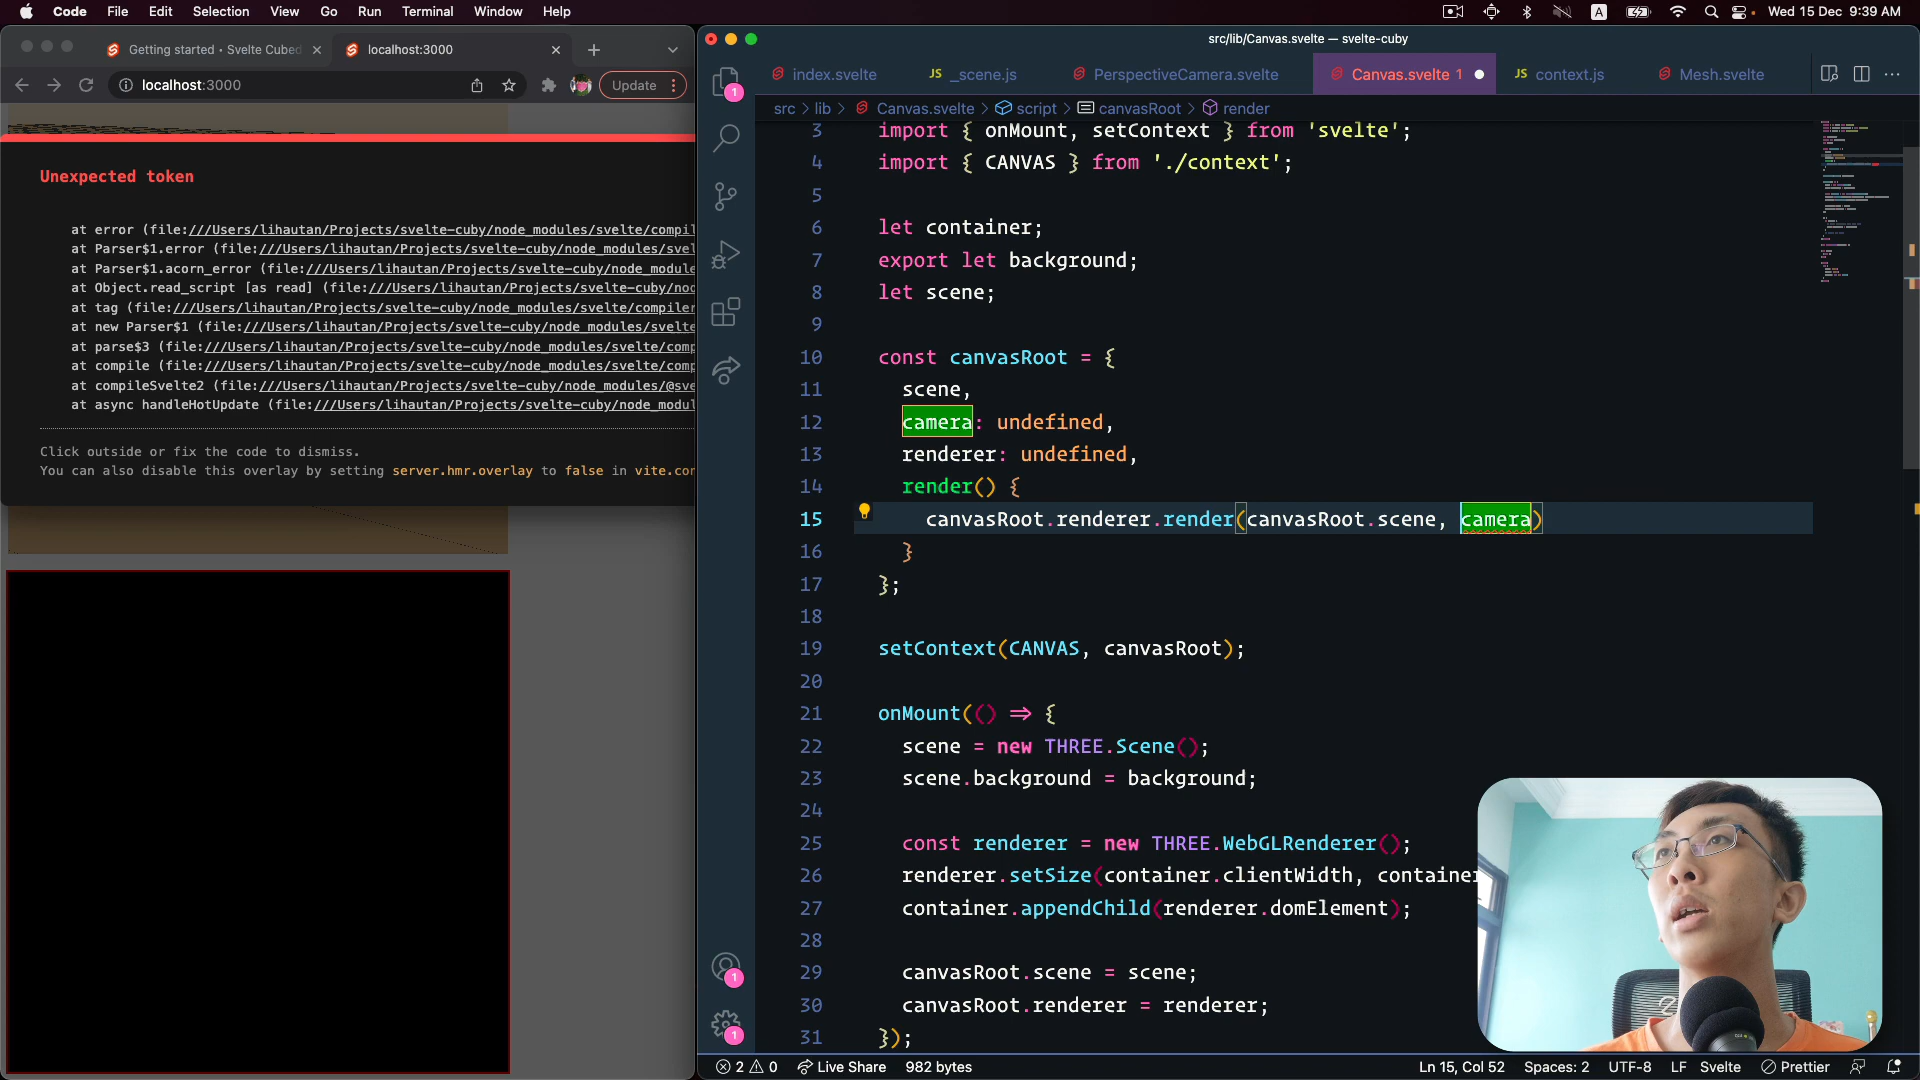 Code File Edit Selection View Go Run Terminal Window Help
A
Wed 15 Dec 9:39 AM
Getting started • Svelte Cubed
localhost:3000
localhost:3000
Update
Unexpected token
at error (file:///Users/lihautan/Projects/svelte-cuby/node_modules/svelte/compil
at Parser$1.error (file:///Users/lihautan/Projects/svelte-cuby/node_modules/svel
at Parser$1.acorn_error (file:///Users/lihautan/Projects/svelte-cuby/node_module
at Object.read_script [as read] (file:///Users/lihautan/Projects/svelte-cuby/nod
at tag (file:///Users/lihautan/Projects/svelte-cuby/node_modules/svelte/compiler
at new Parser$1 (file:///Users/lihautan/Projects/svelte-cuby/node_modules/svelte
at parse$3 (file:///Users/lihautan/Projects/svelte-cuby/node_modules/svelte/comp
at compile (file:///Users/lihautan/Projects/svelte-cuby/node_modules/svelte/comp
at compileSvelte2 (file:///Users/lihautan/Projects/svelte-cuby/node_modules/@sve
at async handleHotUpdate (file:///Users/lihautan/Projects/svelte-cuby/node_modul
Click outside or fix the code to dismiss.
You can also disable this overlay by setting server.hmr.overlay to false in vite.con
src/lib/Canvas.svelte — svelte-cuby
index.svelte
JS _scene.js
PerspectiveCamera.svelte
Canvas.svelte 1
JS context.js
Mesh.svelte
src > lib > Canvas.svelte > script > canvasRoot > render
1
1
1
3 import { onMount, setContext } from 'svelte';
4 import { CANVAS } from './context';
5
6 let container;
7 export let background;
8 let scene;
9
10 const canvasRoot = {
11 scene,
12 camera: undefined,
13 renderer: undefined,
14 render() {
15 canvasRoot.renderer.render(canvasRoot.scene, camera)
16 }
17 };
18
19 setContext(CANVAS, canvasRoot);
20
21 onMount(() => {
22 scene = new THREE.Scene();
23 scene.background = background;
24
25 const renderer = new THREE.WebGLRenderer();
26 renderer.setSize(container.clientWidth, container
27 container.appendChild(renderer.domElement);
28
29 canvasRoot.scene = scene;
30 canvasRoot.renderer = renderer;
31 });
2 0 Live Share 982 bytes
Ln 15, Col 52 Spaces: 2 UTF-8 LF Svelte Prettier